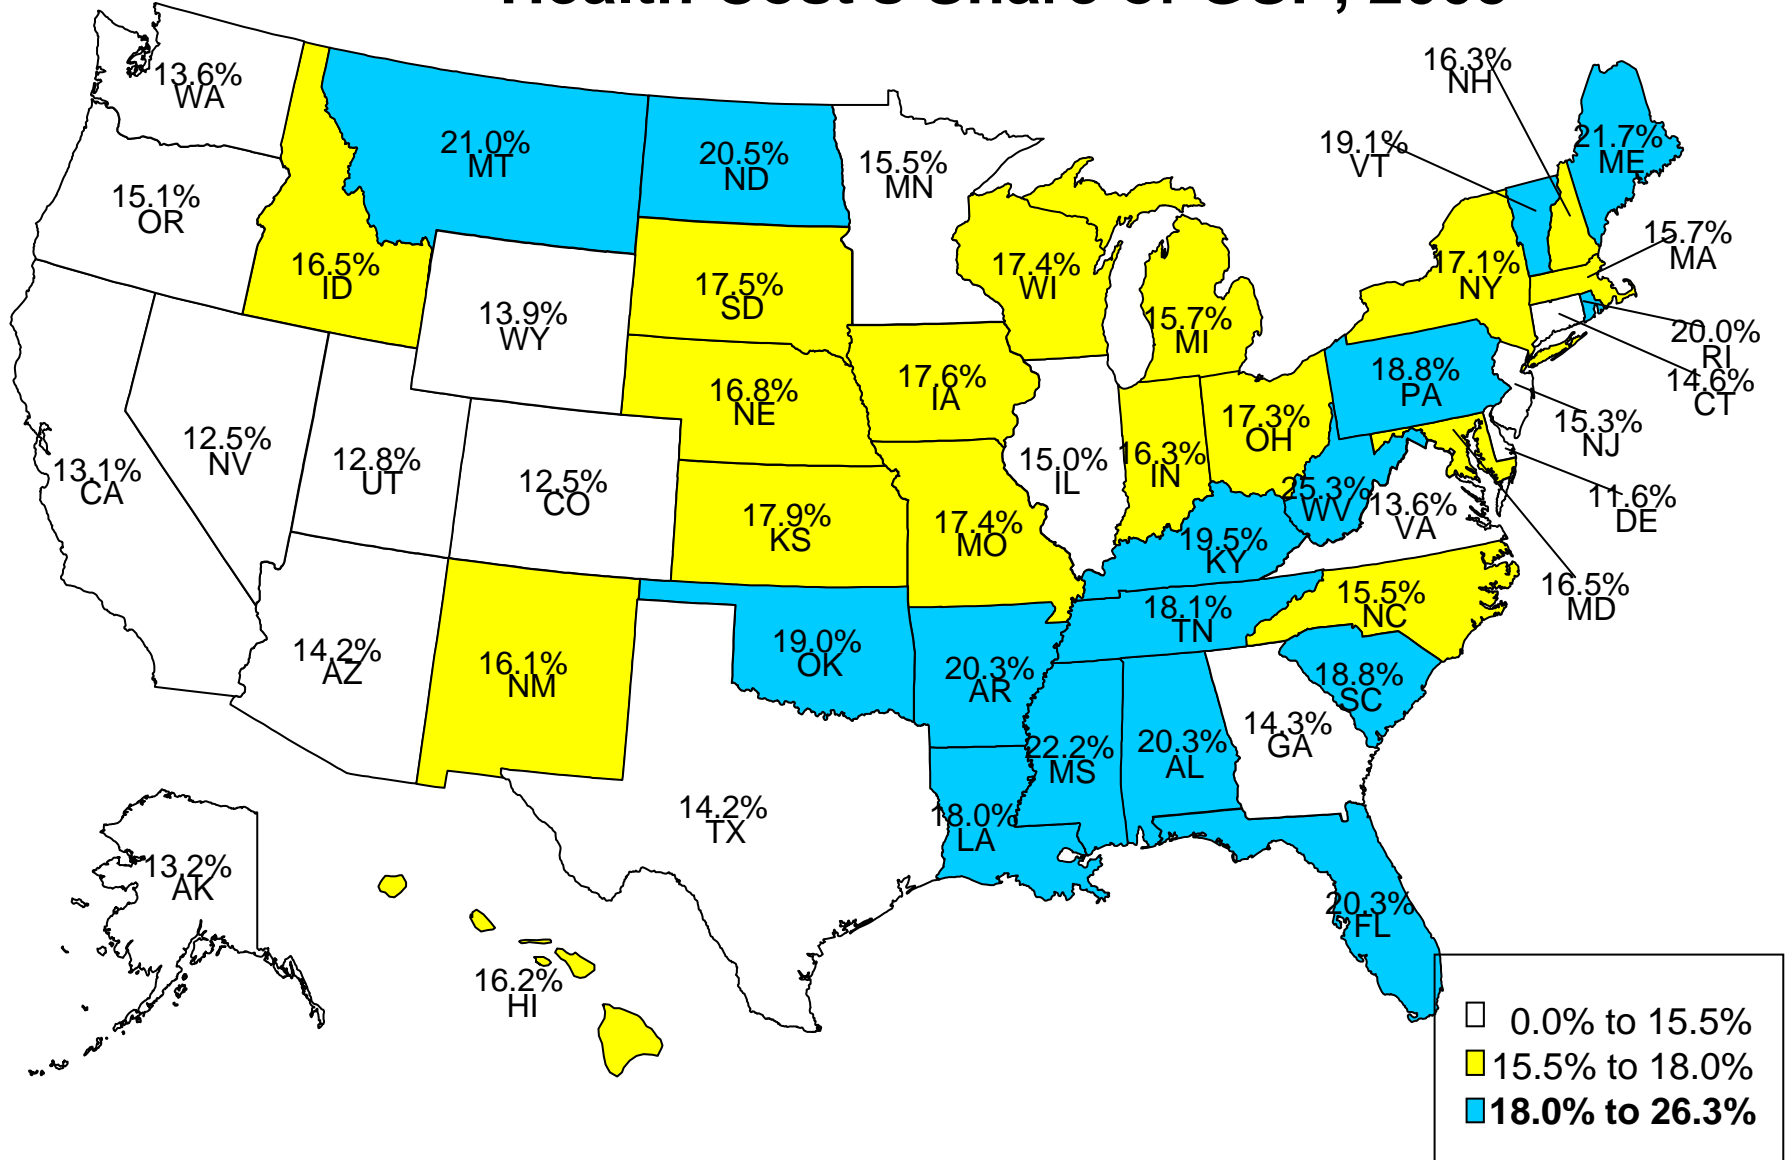 13.6%
WA
16.3%
NH
21.0%
MT
20.5%
ND
15.5%
MN
19.1%
VT
21.7%
ME
15.1%
OR
16.5%
ID
17.5%
SD
17.4%
WI
17.1%
NY
15.7%
MA
13.9%
WY
15.7%
MI
20.0%
RI
16.8%
NE
17.6%
IA
18.8%
PA
14.6%
CT
17.3%
OH
15.3%
NJ
13.1%
CA
12.5%
NV
12.8%
UT
12.5%
CO
15.0%
IL
16.3%
IN
25.3%
WV
13.6%
VA
11.6%
DE
17.9%
KS
17.4%
MO
19.5%
KY
16.5%
MD
14.2%
AZ
16.1%
NM
19.0%
OK
20.3%
AR
18.1%
TN
15.5%
NC
18.8%
SC
22.2%
MS
20.3%
AL
14.3%
GA
14.2%
TX
18.0%
LA
13.2%
AK
20.3%
FL
16.2%
HI
0.0% to 15.5%
15.5% to 18.0%
18.0% to 26.3%